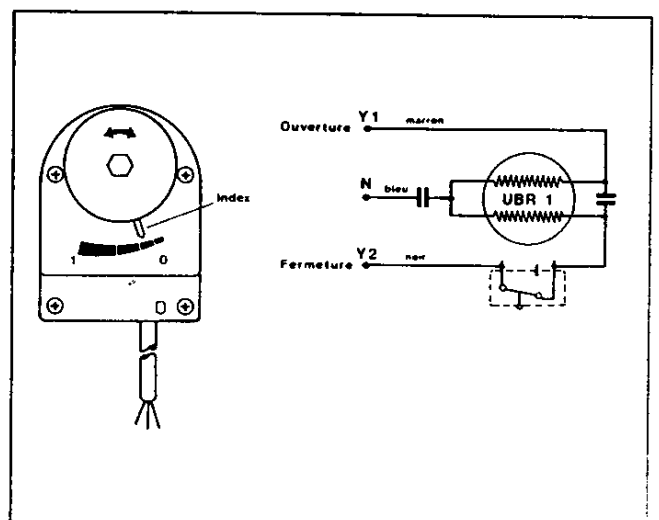 Index
1 0
Ouverture Y1 marron
N bleu
UBR 1
Fermeture Y2 noir